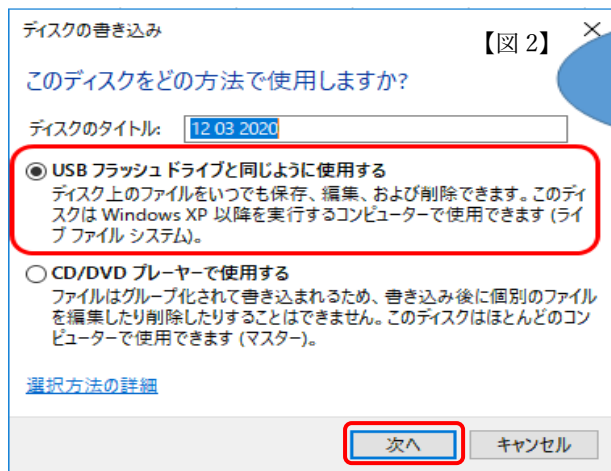 ディスクの書き込み
【図 2】
このディスクをどの方法で使用しますか?
ディスクのタイトル: 12 03 2020
USB フラッシュ ドライブと同じように使用する
ディスク上のファイルをいつでも保存、編集、および削除できます。このディ
スクは Windows XP 以降を実行するコンピューターで使用できます (ライ
ブ ファイル システム)。
CD/DVD プレーヤーで使用する
ファイルはグループ化されて書き込まれるため、書き込み後に個別のファイル
を編集したり削除したりすることはできません。このディスクはほとんどのコン
ピューターで使用できます (マスター)。
選択方法の詳細
次へ キャンセル